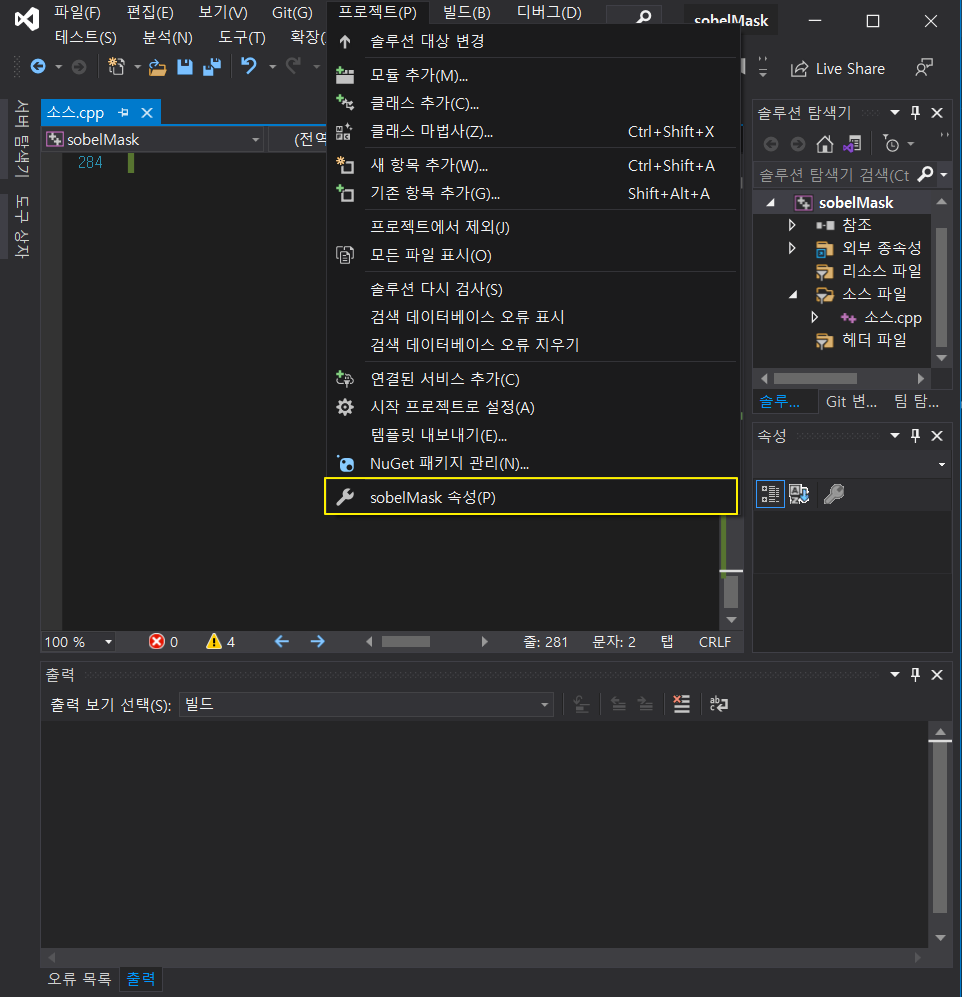 파일(F) 편집(E) 보기(V) Git(G) 프로젝트(P) 빌드(B) 디버그(D) sobelMask
테스트(S) 분석(N) 도구(T)
Live Share
서버 탐색기
도구 상자
소스.cpp
sobelMask
284
솔루션 대상 변경
모듈 추가(M)...
클래스 추가(C)...
클래스 마법사(Z)... Ctrl+Shift+X
새 항목 추가(W)... Ctrl+Shift+A
기존 항목 추가(G)... Shift+Alt+A
프로젝트에서 제외(J)
모든 파일 표시(O)
솔루션 다시 검사(S)
검색 데이터베이스 오류 표시
검색 데이터베이스 오류 지우기
연결된 서비스 추가(C)
시작 프로젝트로 설정(A)
템플릿 내보내기(E)...
NuGet 패키지 관리(N)...
sobelMask 속성(P)
솔루션 탐색기
솔루션 탐색기 검색(Ct
sobelMask
참조
외부 종속성
리소스 파일
소스 파일
소스.cpp
헤더 파일
솔루... Git 변... 팀 탐...
속성
100 % 0 4 줄: 281 문자: 2 탭 CRLF
출력
출력 보기 선택(S): 빌드
오류 목록 출력